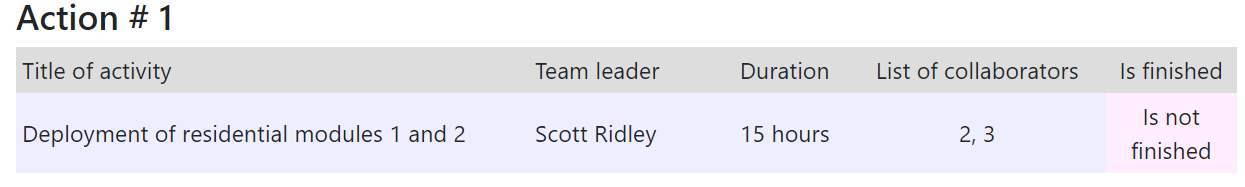 Action # 1
Title of activity Team leader Duration List of collaborators Is finished
Deployment of residential modules 1 and 2 Scott Ridley 15 hours 2, 3 Is not
finished